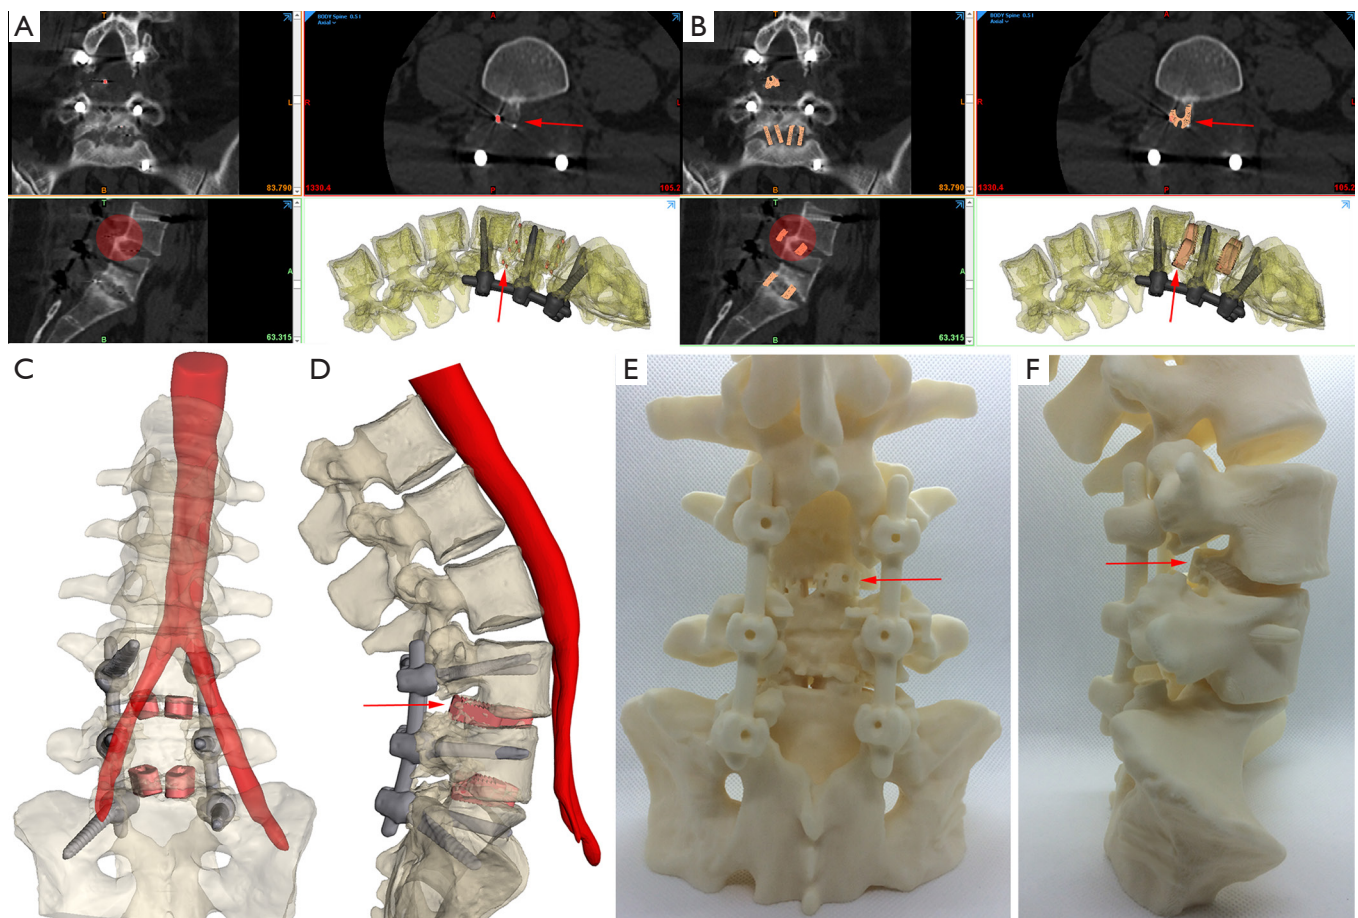 A
T
L
B
83.790
BODY Spine 0.5 I
Axial
A
R
L
P
1330.4
105.2
T
A
B
63.315
B
T
L
B
83.790
BODY Spine 0.5 I
Axial
A
R
L
P
1330.4
105.2
T
A
B
63.315
C
D
E
F